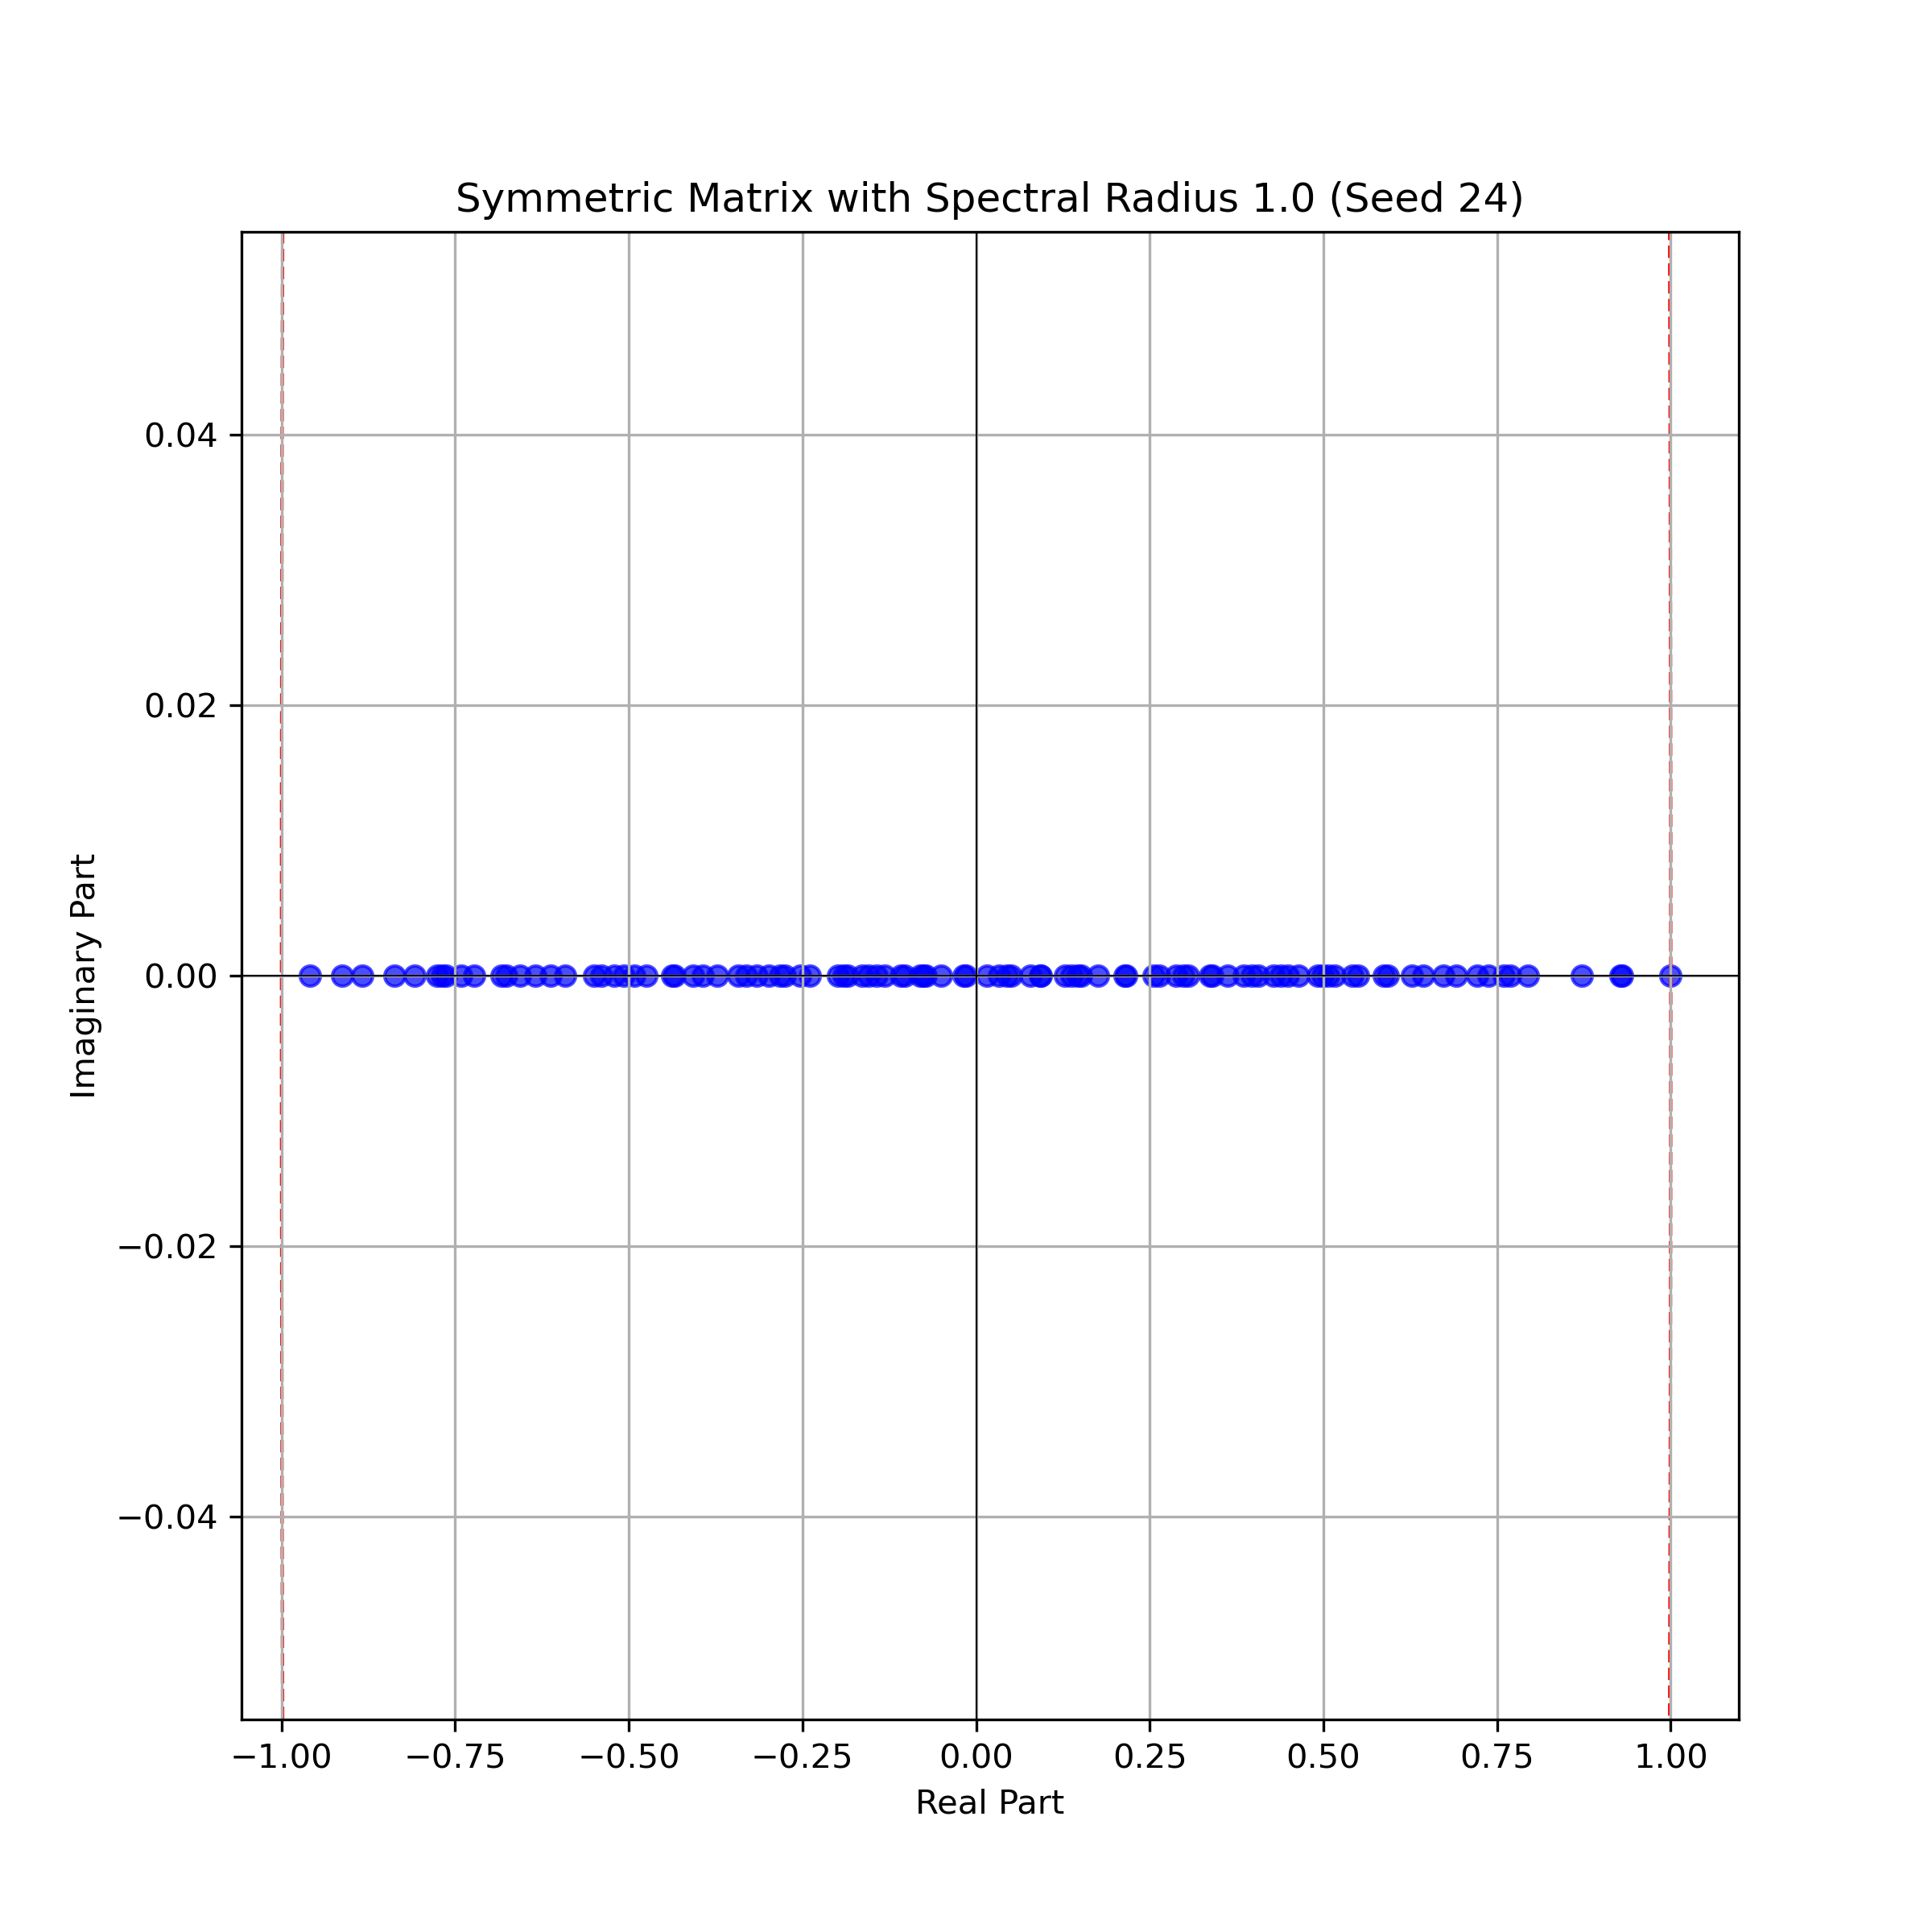 Symmetric Matrix with Spectral Radius 1.0 (Seed 24)
0.04
0.02
0.00
−0.02
−0.04
Imaginary Part
−1.00 −0.75 −0.50 −0.25 0.00 0.25 0.50 0.75 1.00
Real Part